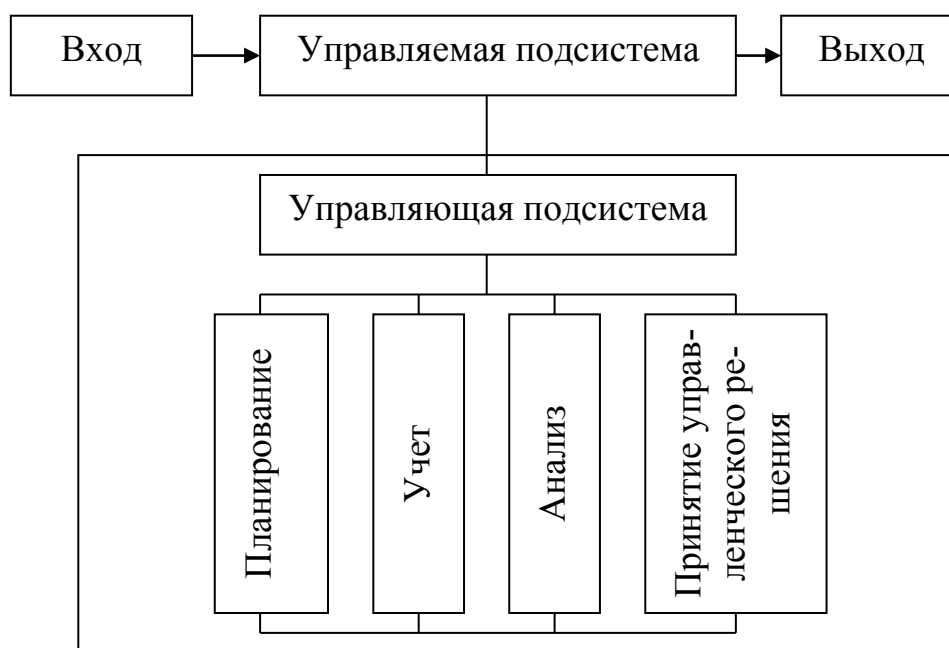 Вход
Управляемая подсистема
Выход
Управляющая подсистема
Планирование
Учет
Анализ
Принятие управ-
ленческого ре-
шения